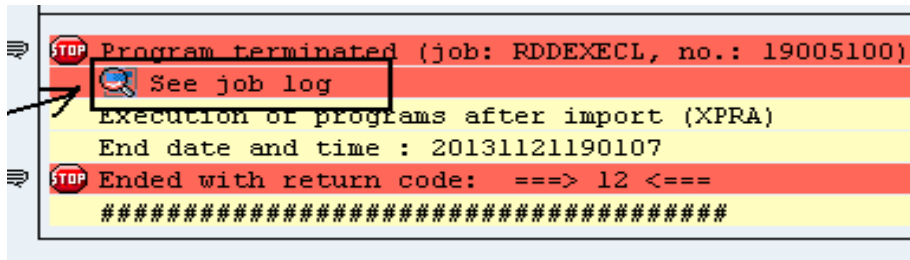 STOP Program terminated (job: RDDEXECL, no.: 19005100)
See job log
Execution of programs after import (XPRA)
End date and time : 20131121190107
STOP Ended with return code:  ===> 12 <===
######################################